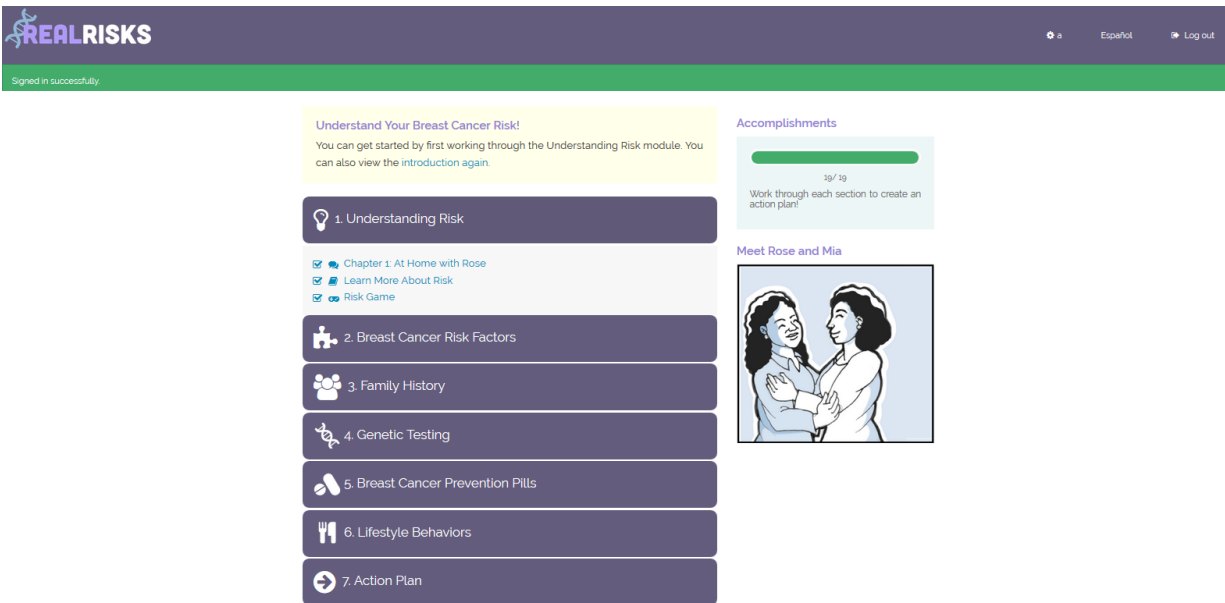 REALRISKS
a
Español
Log out
Signed in successfully.
Understand Your Breast Cancer Risk!
You can get started by first working through the Understanding Risk module. You
can also view the introduction again.
1. Understanding Risk
Chapter 1: At Home with Rose
Learn More About Risk
Risk Game
2. Breast Cancer Risk Factors
3. Family History
4. Genetic Testing
5. Breast Cancer Prevention Pills
6. Lifestyle Behaviors
7. Action Plan
Accomplishments
19/ 19
Work through each section to create an
action plan!
Meet Rose and Mia